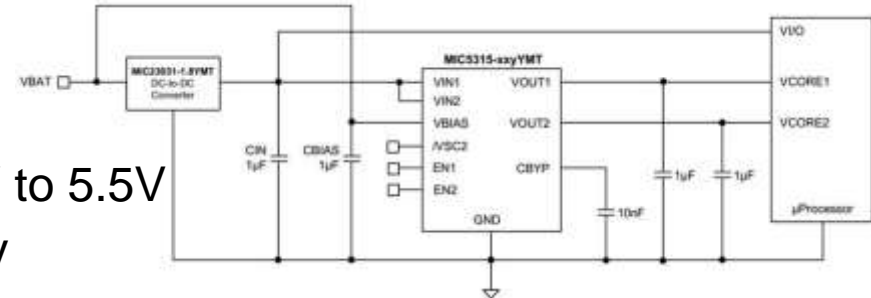 VI/O
MIC5315-xxyYMT
MIC23031-1.8YMT
DC-to-DC
Converter
VBAT
VIN1
VOUT1
VCORE1
VIN2
VBIAS
VOUT2
VCORE2
CIN
1µF
CBIAS
1µF
/VSC2
EN1
CBYP
1µF
1µF
to 5.5V
EN2
10nF
GND
µProcessor